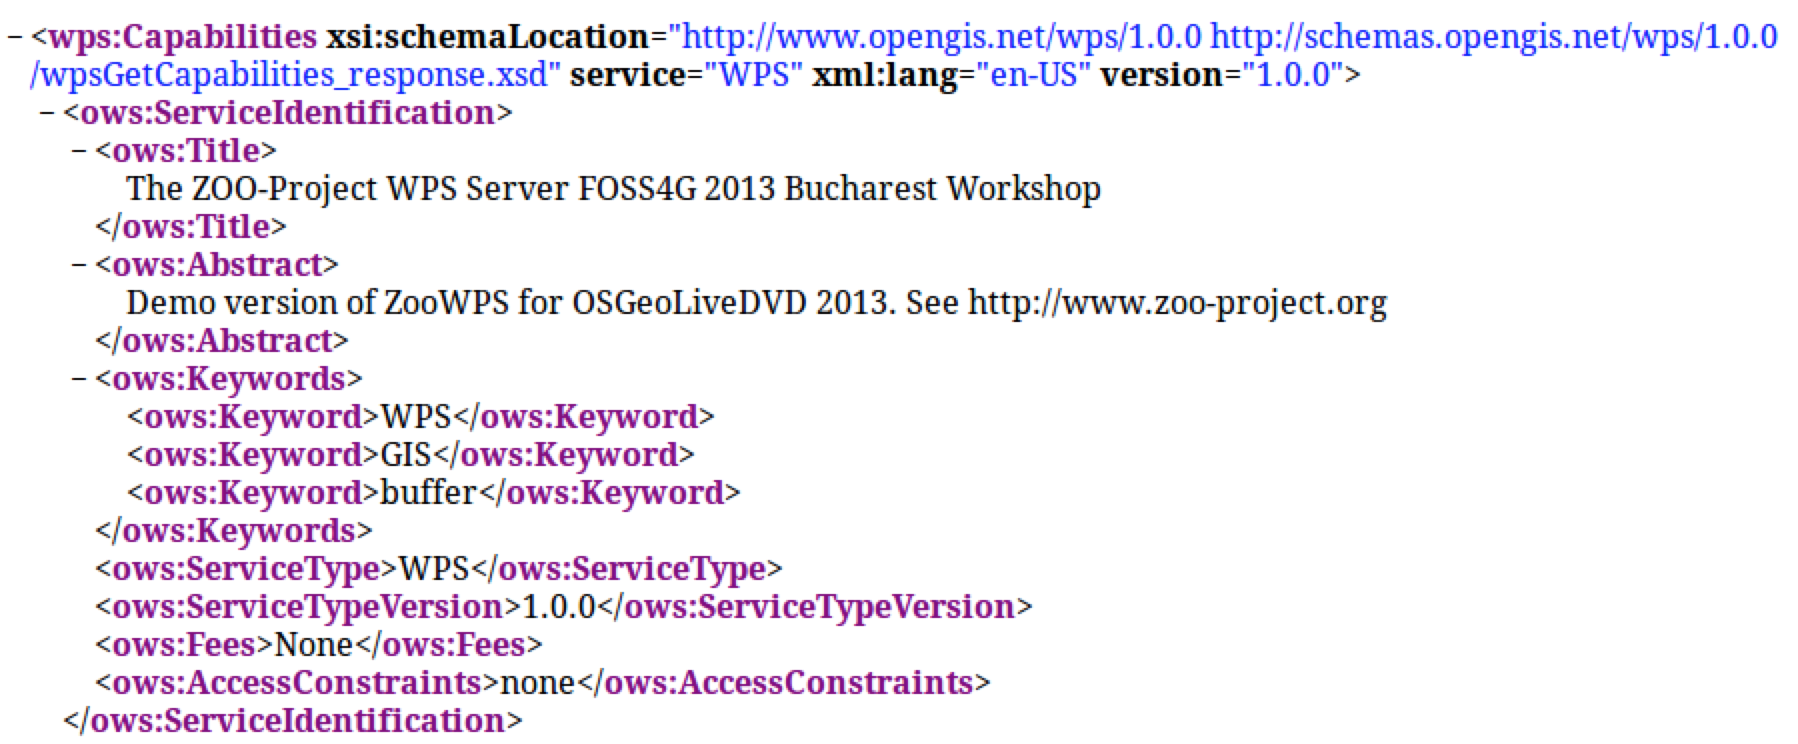 − <wps:Capabilities xsi:schemaLocation="http://www.opengis.net/wps/1.0.0 http://schemas.opengis.net/wps/1.0.0
/wpsGetCapabilities_response.xsd" service="WPS" xml:lang="en-US" version="1.0.0">
− <ows:ServiceIdentification>
− <ows:Title>
The ZOO-Project WPS Server FOSS4G 2013 Bucharest Workshop
</ows:Title>
− <ows:Abstract>
Demo version of ZooWPS for OSGeoLiveDVD 2013. See http://www.zoo-project.org
</ows:Abstract>
− <ows:Keywords>
<ows:Keyword>WPS</ows:Keyword>
<ows:Keyword>GIS</ows:Keyword>
<ows:Keyword>buffer</ows:Keyword>
</ows:Keywords>
<ows:ServiceType>WPS</ows:ServiceType>
<ows:ServiceTypeVersion>1.0.0</ows:ServiceTypeVersion>
<ows:Fees>None</ows:Fees>
<ows:AccessConstraints>none</ows:AccessConstraints>
</ows:ServiceIdentification>